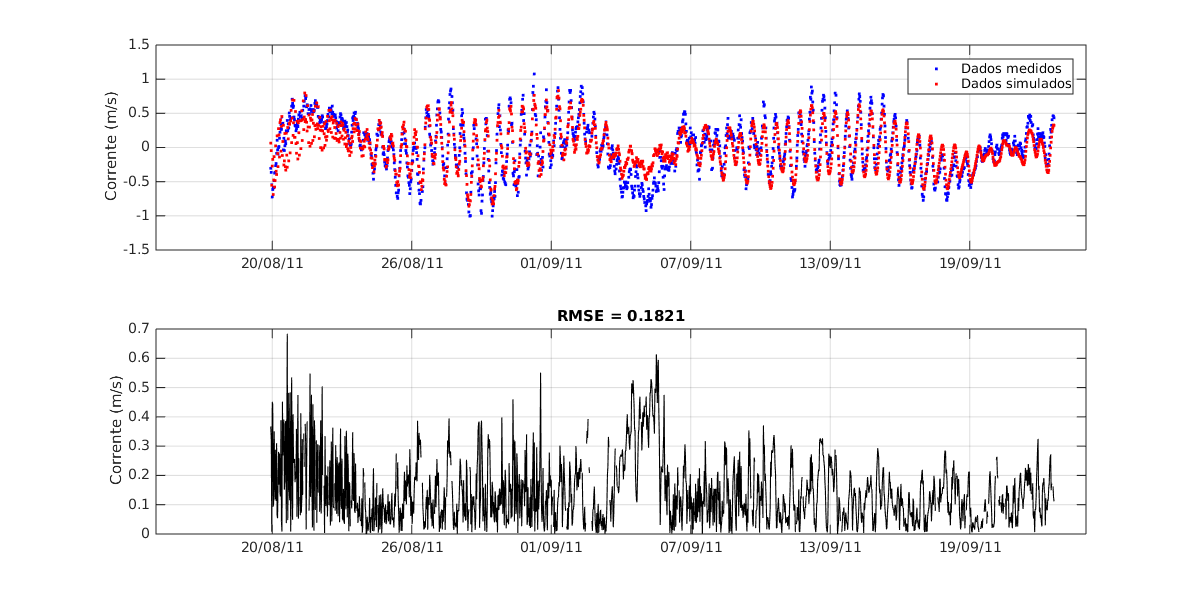 1.5
1
0.5
0
-0.5
-1
-1.5
Corrente (m/s)
Dados medidos
Dados simulados
20/08/11 26/08/11 01/09/11 07/09/11 13/09/11 19/09/11
RMSE = 0.1821
0.7
0.6
0.5
0.4
0.3
0.2
0.1
0
Corrente (m/s)
20/08/11 26/08/11 01/09/11 07/09/11 13/09/11 19/09/11